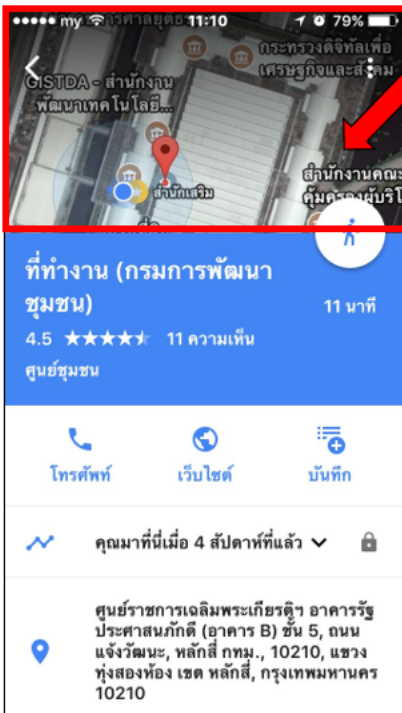 my 11:10 79%
กระทรวงดิจิทัลเพื่อ
เศรษฐกิจและสังคม
GISTDA - สำนักงาน
พัฒนาเทคโนโลยี...
สำนักงานคณะ
คุ้มครองผู้บริโ
สำนักเสริม
ที่ทำงาน (กรมการพัฒนา
ชุมชน)
11 นาที
4.5 ★★★★★ 11 ความเห็น
ศูนย์ชุมชน
โทรศัพท์ เว็บไซต์ บันทึก
คุณมาที่นี่เมื่อ 4 สัปดาห์ที่แล้ว
ศูนย์ราชการเฉลิมพระเกียรติฯ อาคารรัฐ
ประศาสนภักดี (อาคาร B) ชั้น 5, ถนน
แจ้งวัฒนะ, หลักสี่ กทม., 10210, แขวง
ทุ่งสองห้อง เขต หลักสี่, กรุงเทพมหานคร
10210